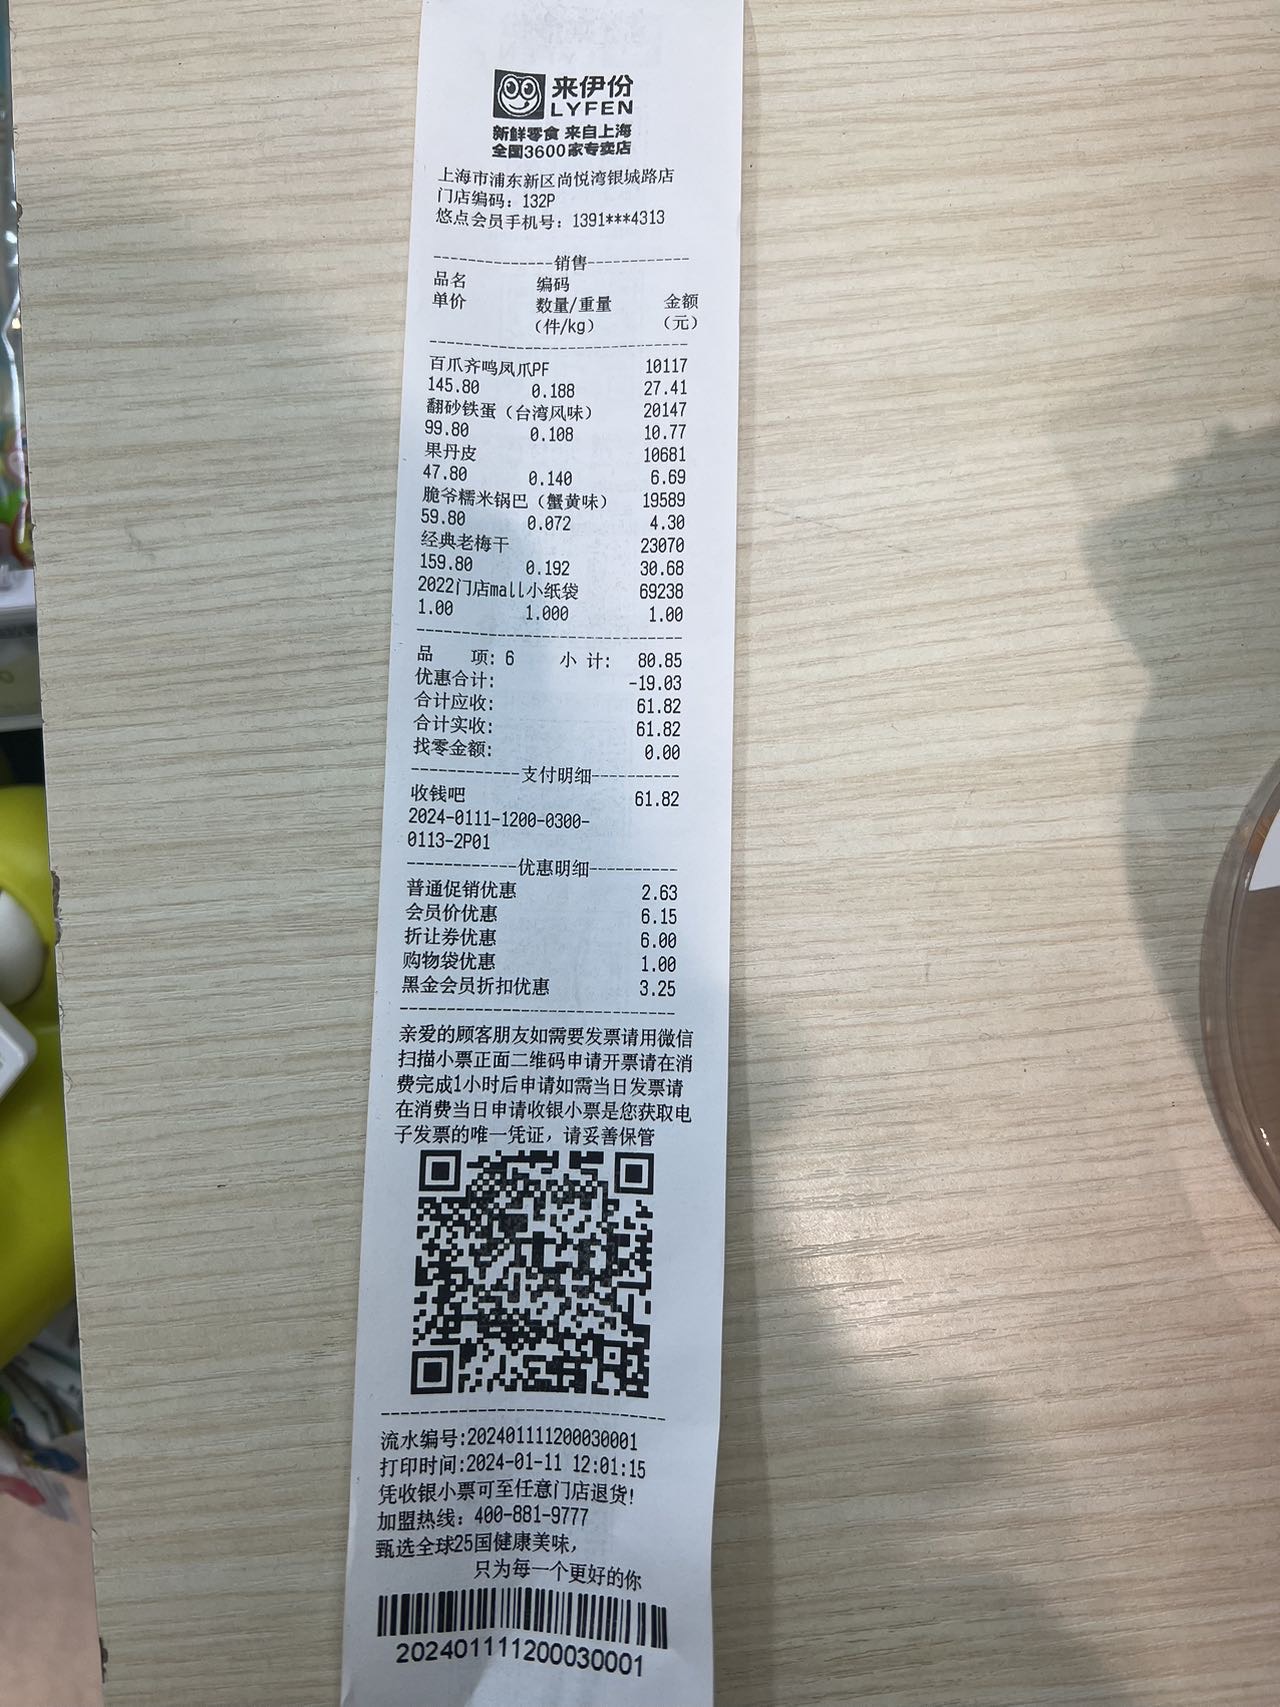 来伊份
LYFEN
新鲜零食 来自上海
全国3600家专卖店
上海市浦东新区尚悦湾银城路店
门店编码：132P
悠点会员手机号：1391***4313
--------------销售------------
品名 编码
单价 数量/重量 金额
（件/kg） （元）
百爪齐鸣凤爪PF 10117
145.80 0.188 27.41
翻砂铁蛋（台湾风味） 20147
99.80 0.108 10.77
果丹皮 10681
47.80 0.140 6.69
脆爷糯米锅巴（蟹黄味） 19589
59.80 0.072 4.30
经典老梅干 23070
159.80 0.192 30.68
2022门店mall小纸袋 69238
1.00 1.000 1.00
品 项: 6 小 计: 80.85
优惠合计: -19.03
合计应收: 61.82
合计实收: 61.82
找零金额: 0.00
------------支付明细----------
收钱吧 61.82
2024-0111-1200-0300-
0113-2P01
------------优惠明细----------
普通促销优惠 2.63
会员价优惠 6.15
折让券优惠 6.00
购物袋优惠 1.00
黑金会员折扣优惠 3.25
亲爱的顾客朋友如需要发票请用微信
扫描小票正面二维码申请开票请在消
费完成1小时后申请如需当日发票请
在消费当日申请收银小票是您获取电
子发票的唯一凭证，请妥善保管
流水编号:202401111200030001
打印时间:2024-01-11 12:01:15
凭收银小票可至任意门店退货!
加盟热线：400-881-9777
甄选全球25国健康美味，
只为每一个更好的你
202401111200030001